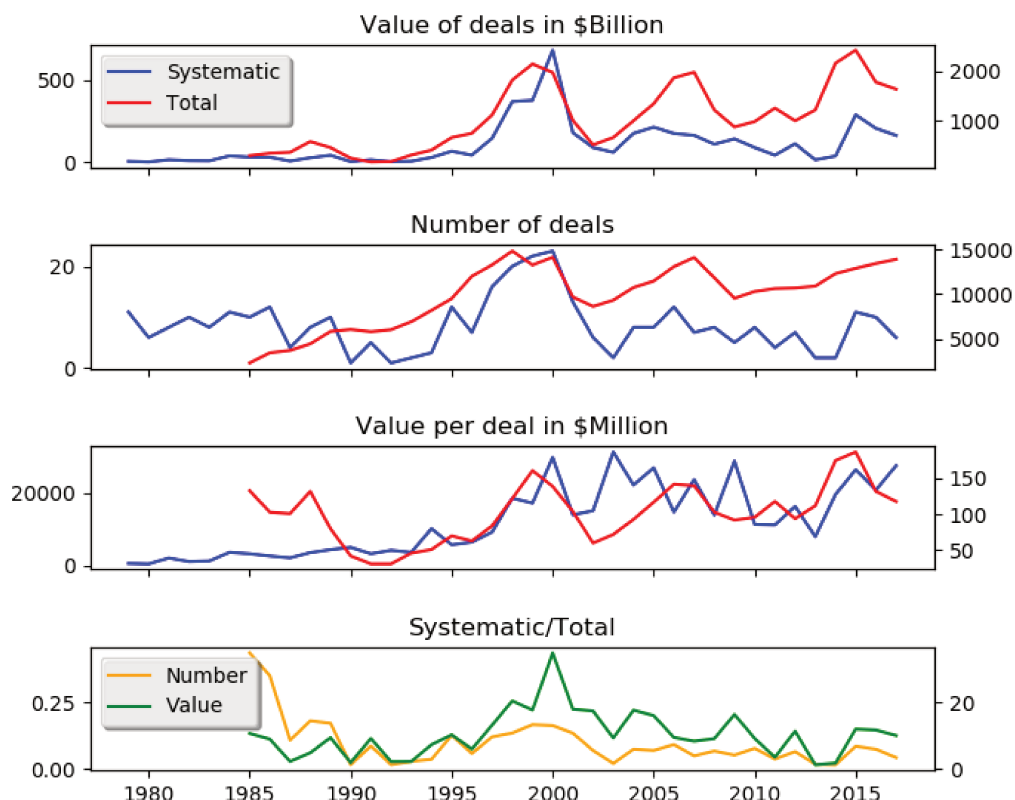 Value of deals in $Billion
Systematic
Total
500
0
2000
1000
Number of deals
20
0
15000
10000
5000
Value per deal in $Million
20000
0
150
100
50
Systematic/Total
Number
Value
0.25
0.00
20
0
1980 1985 1990 1995 2000 2005 2010 2015